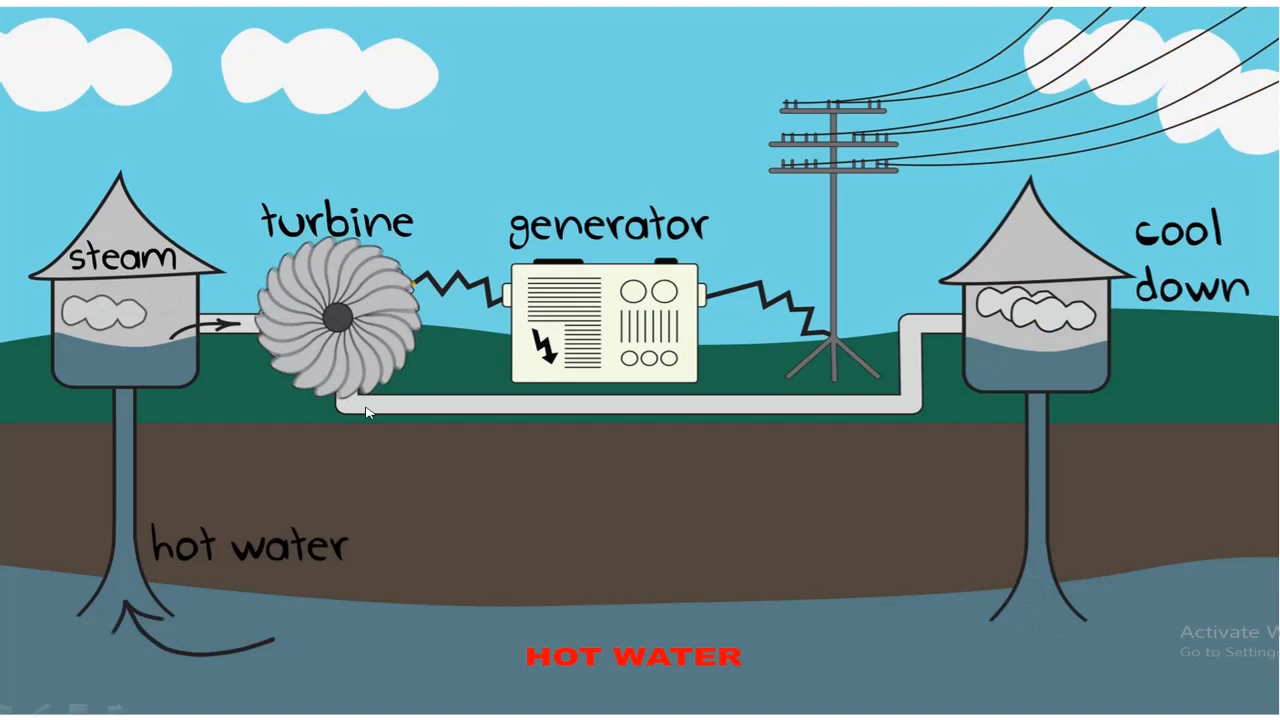 steam
turbine
generator
cool
down
hot water
HOT WATER
Activate W
Go to Setting